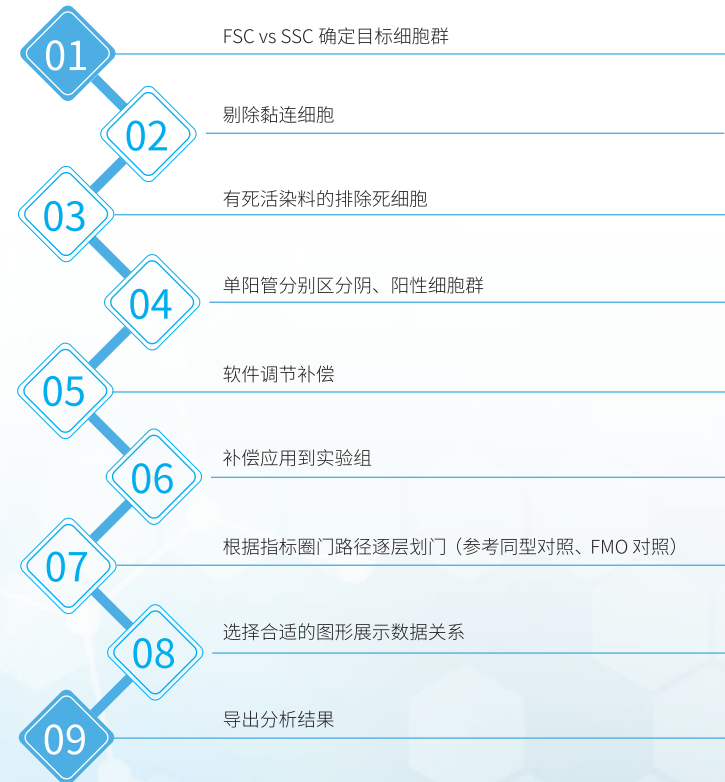 01
FSC vs SSC 确定目标细胞群
02
剔除黏连细胞
03
有死活染料的排除死细胞
04
单阳管分别区分阴、阳性细胞群
05
软件调节补偿
06
补偿应用到实验组
07
根据指标圈门路径逐层划门（参考同型对照、FMO 对照）
08
选择合适的图形展示数据关系
09
导出分析结果